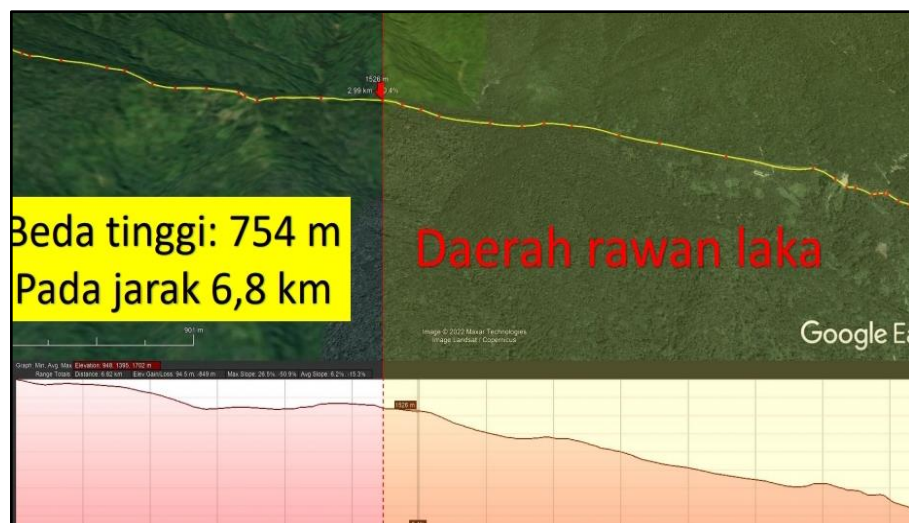 1526 m
2.99 km
Beda tinggi: 754 m
Pada jarak 6,8 km
Daerah rawan laka
901 m
Image © 2022 Maxar Technologies
Image Landsat / Copernicus
Google Ea
Graph: Min, Avg, Max Elevation: 948, 1395, 1702 m
Range Totals: Distance: 6.82 km Elev Gain/Loss: 94.5 m, -849 m Max Slope: 26.5%, -50.9% Avg Slope: 6.2%, -15.3%
1526 m